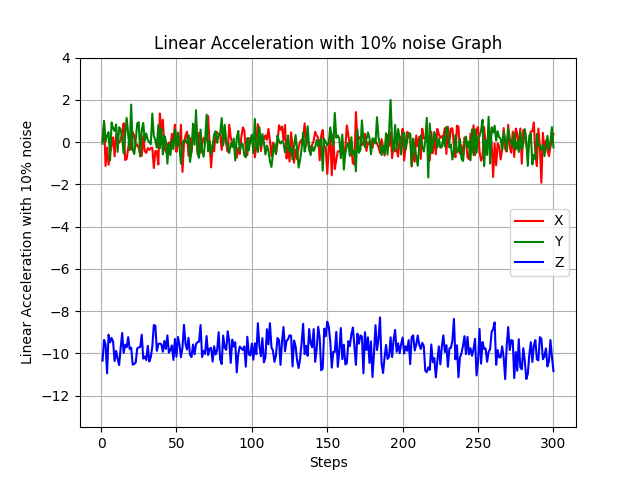 Linear Acceleration with 10% noise Graph
Linear Acceleration with 10% noise
4
2
0
−2
−4
−6
−8
−10
−12
X
Y
Z
0 50 100 150 200 250 300
Steps